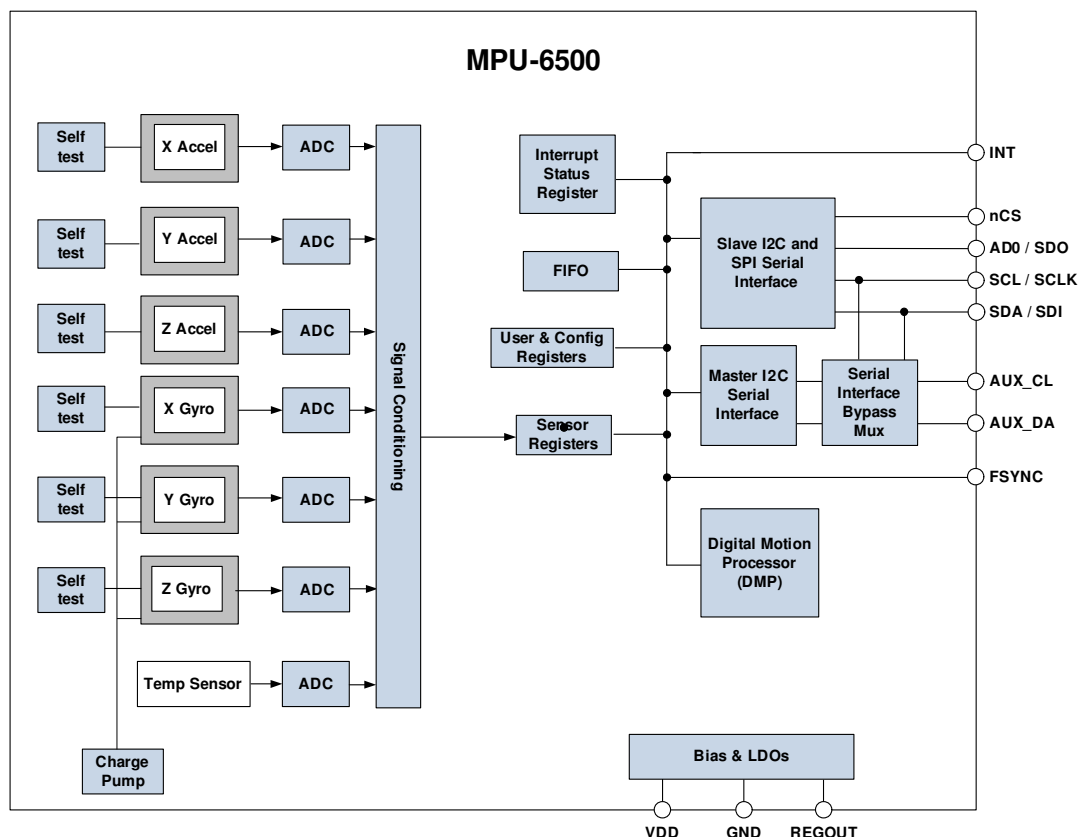 MPU-6500
Self
test
X Accel
ADC
Self
test
Y Accel
ADC
Self
test
Z Accel
ADC
Self
test
X Gyro
ADC
Self
test
Y Gyro
ADC
Self
test
Z Gyro
ADC
Temp Sensor
ADC
Charge
Pump
Signal Conditioning
Interrupt
Status
Register
FIFO
User & Config
Registers
Sensor
Registers
Slave I2C and
SPI Serial
Interface
Master I2C
Serial
Interface
Serial
Interface
Bypass
Mux
Digital Motion
Processor
(DMP)
Bias & LDOs
INT
nCS
AD0 / SDO
SCL / SCLK
SDA / SDI
AUX_CL
AUX_DA
FSYNC
VDD
GND
REGOUT